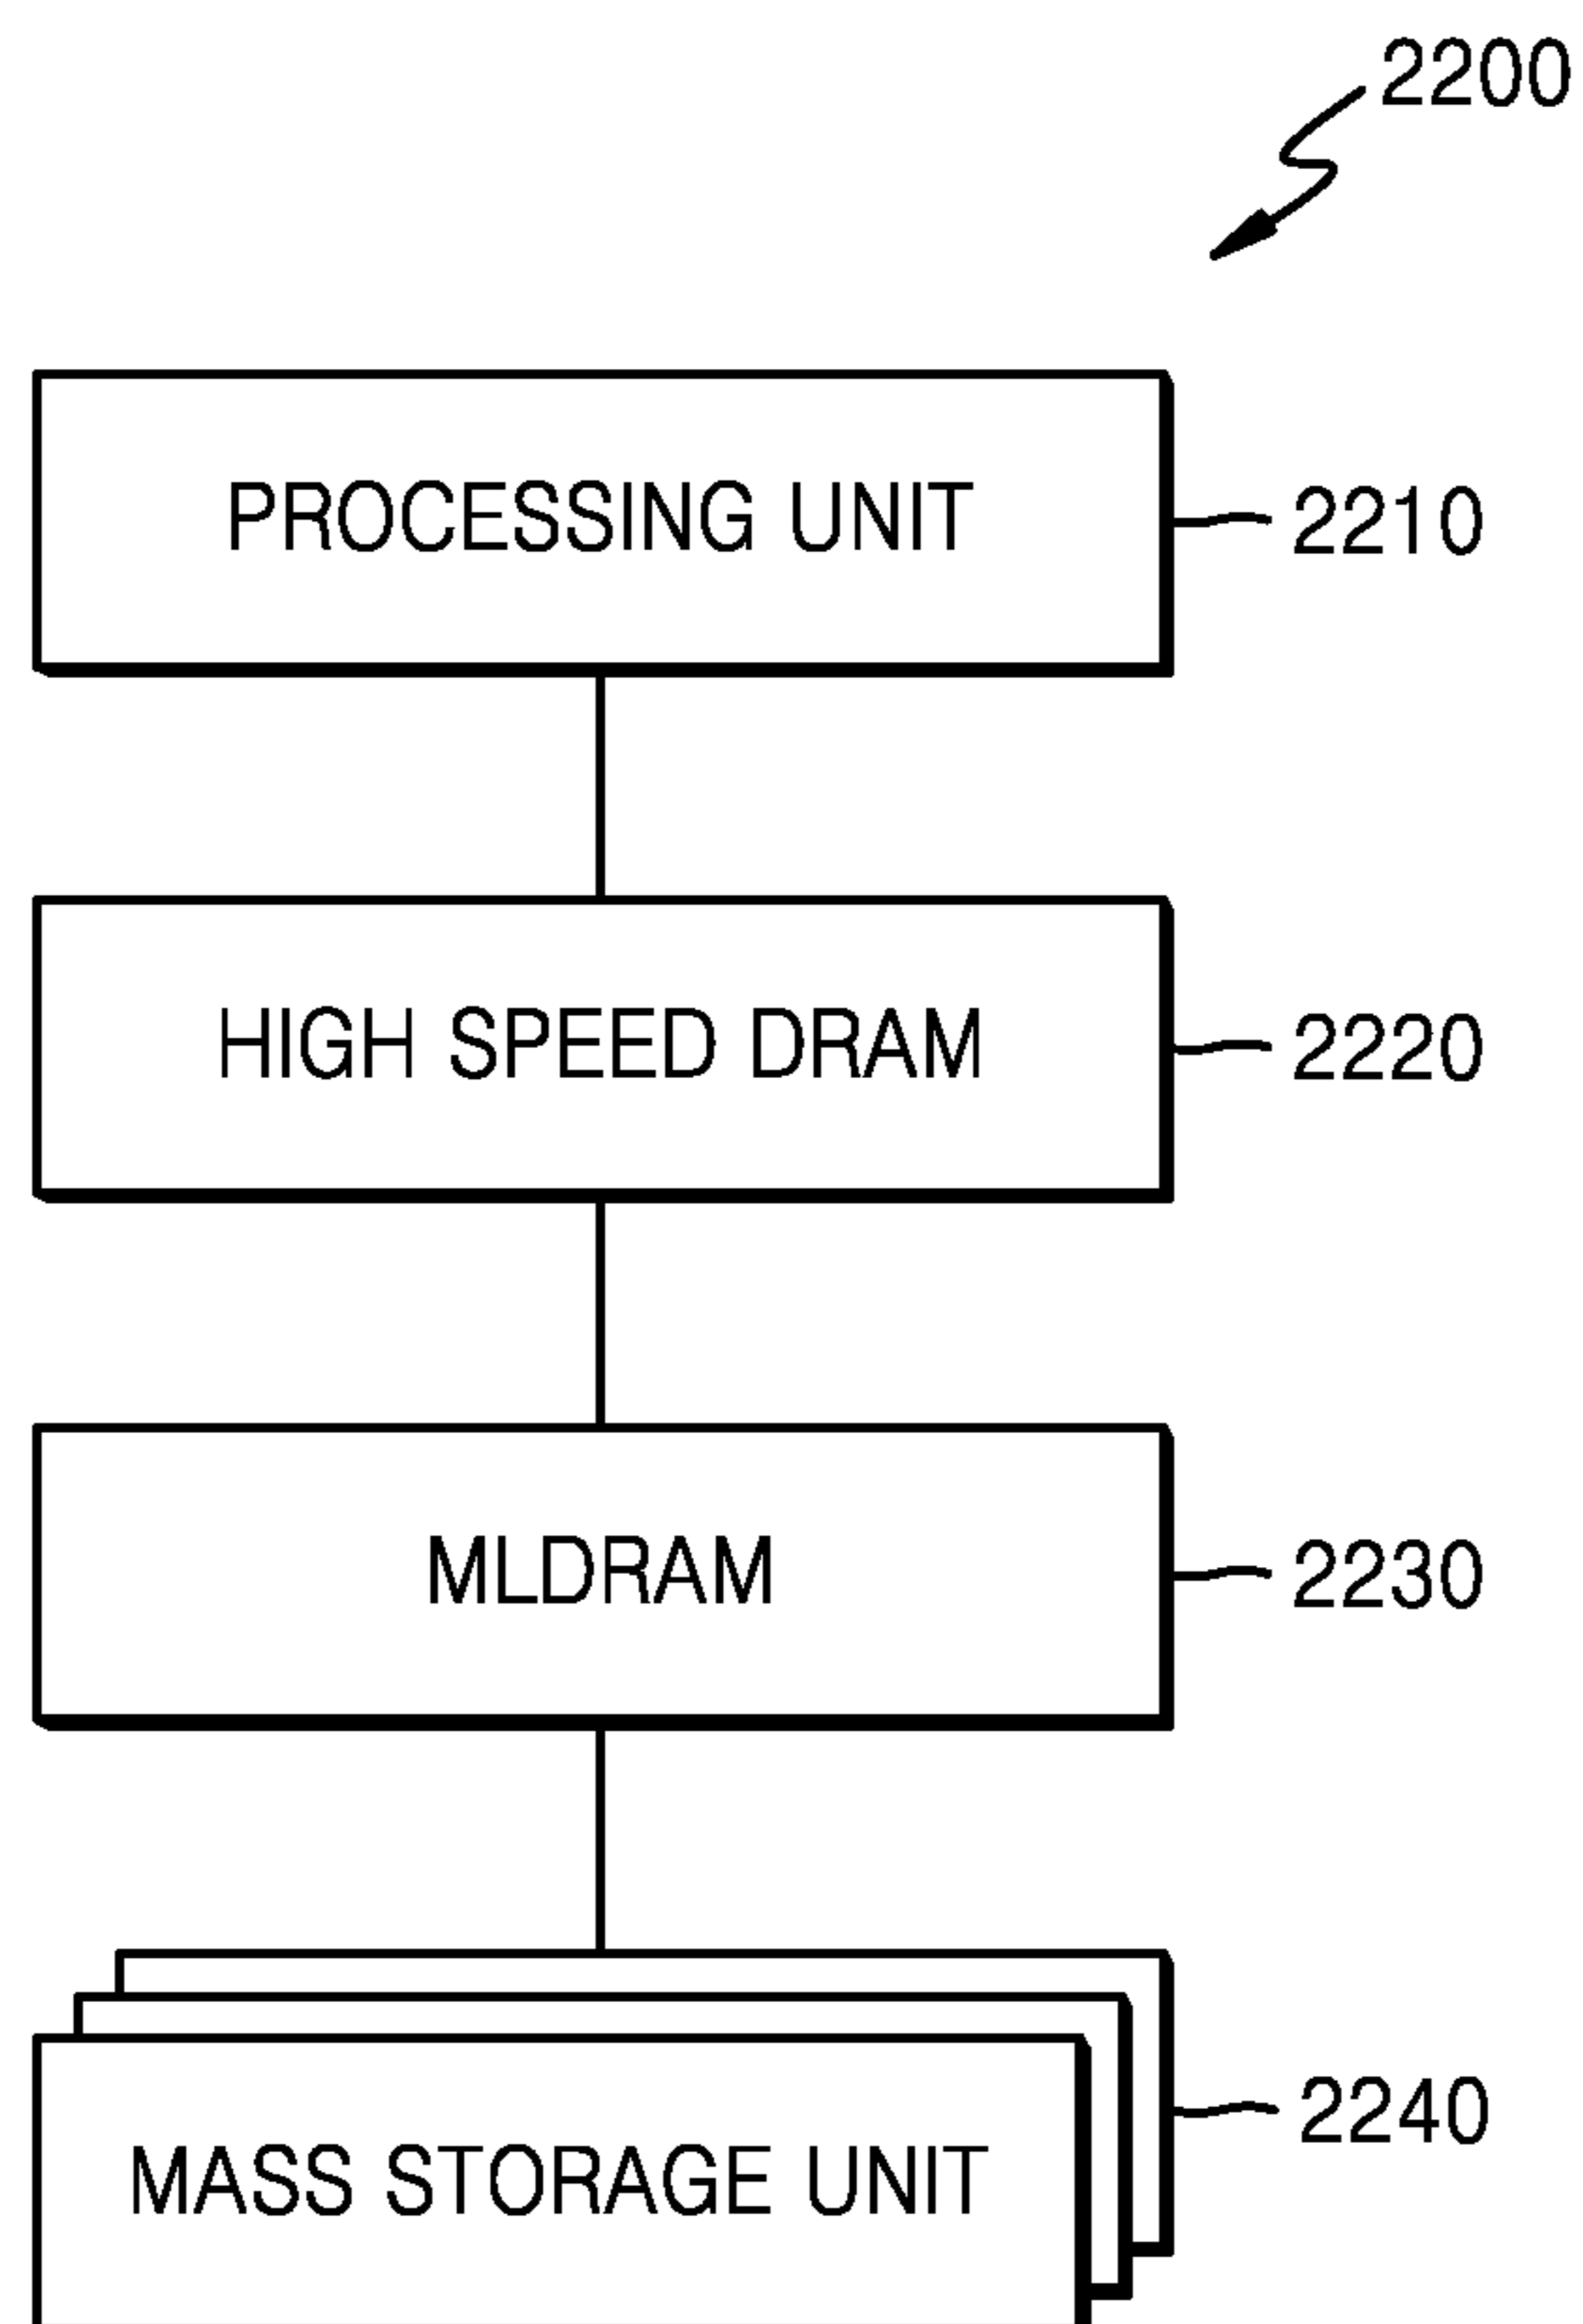 2200
PROCESSING UNIT
2210
HIGH SPEED DRAM
2220
MLDRAM
2230
MASS STORAGE UNIT
2240